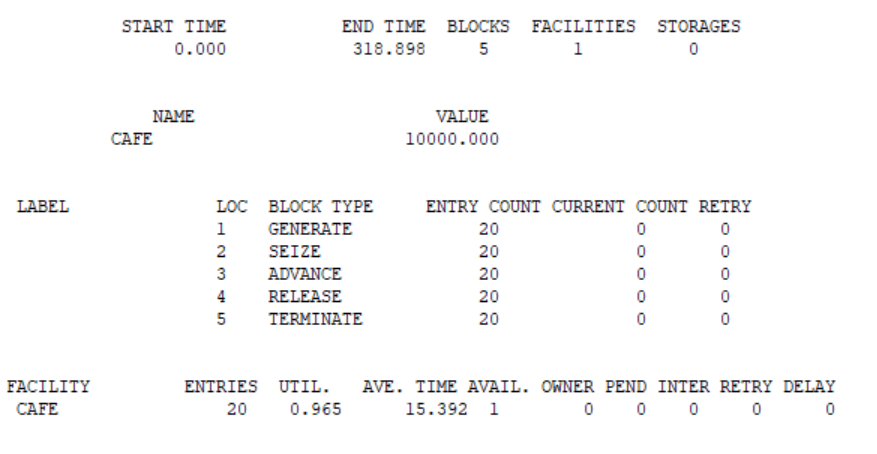 START TIME END TIME BLOCKS FACILITIES STORAGES
0.000 318.898 5 1 0
NAME VALUE
CAFE 10000.000
LABEL LOC BLOCK TYPE ENTRY COUNT CURRENT COUNT RETRY
1 GENERATE 20 0 0
2 SEIZE 20 0 0
3 ADVANCE 20 0 0
4 RELEASE 20 0 0
5 TERMINATE 20 0 0
FACILITY ENTRIES UTIL. AVE. TIME AVAIL. OWNER PEND INTER RETRY DELAY
CAFE 20 0.965 15.392 1 0 0 0 0 0